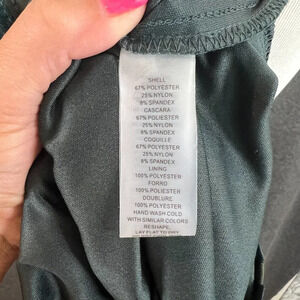 SHELL
67% POLYESTER
25% NYLON
8% SPANDEX
CASCARA
67% POLIESTER
25% NYLON
8% SPANDEX
COQUILLE
67% POLYESTER
25% NYLON
8% SPANDEX
LINING
100% POLYESTER
FORRO
100% POLIESTER
DOUBLURE
100% POLYESTER
HAND WASH COLD
WITH SIMILAR COLORS
RESHAPE,
LAY FLAT TO DRY